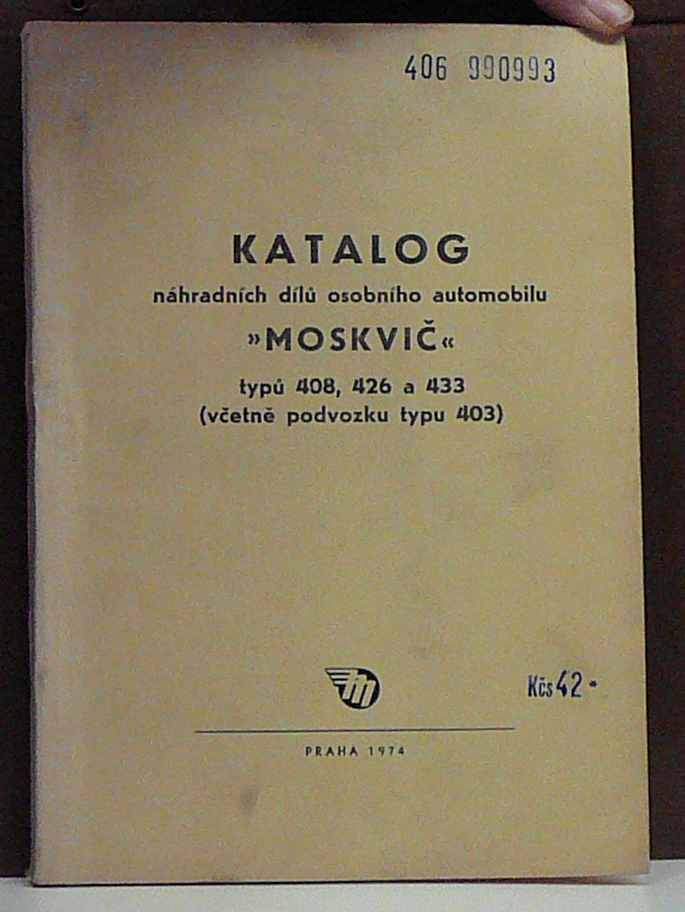 406 990993
KATALOG
náhradních dílů osobního automobilu
»MOSKVIČ«
typů 408, 426 a 433
(včetně podvozku typu 403)
m
Kčs 42*
PRAHA 1974